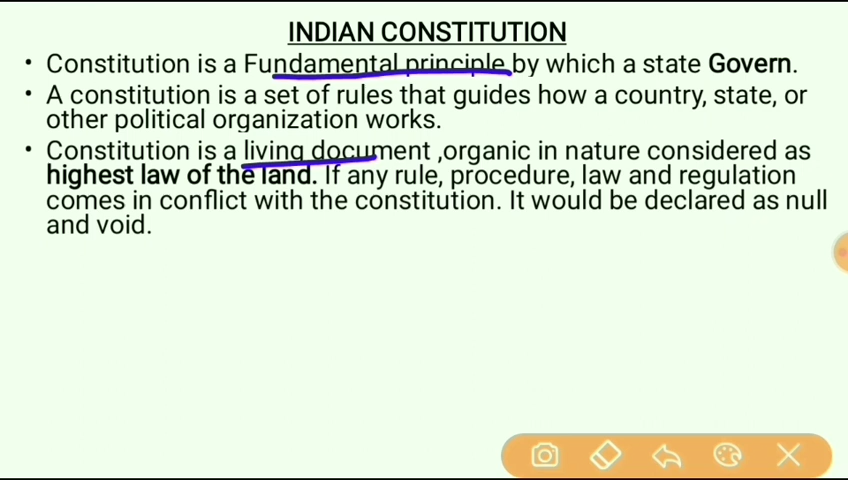 INDIAN CONSTITUTION
• Constitution is a Fundamental principle by which a state Govern.
• A constitution is a set of rules that guides how a country, state, or
other political organization works.
• Constitution is a living document ,organic in nature considered as
highest law of the land. If any rule, procedure, law and regulation
comes in conflict with the constitution. It would be declared as null
and void.